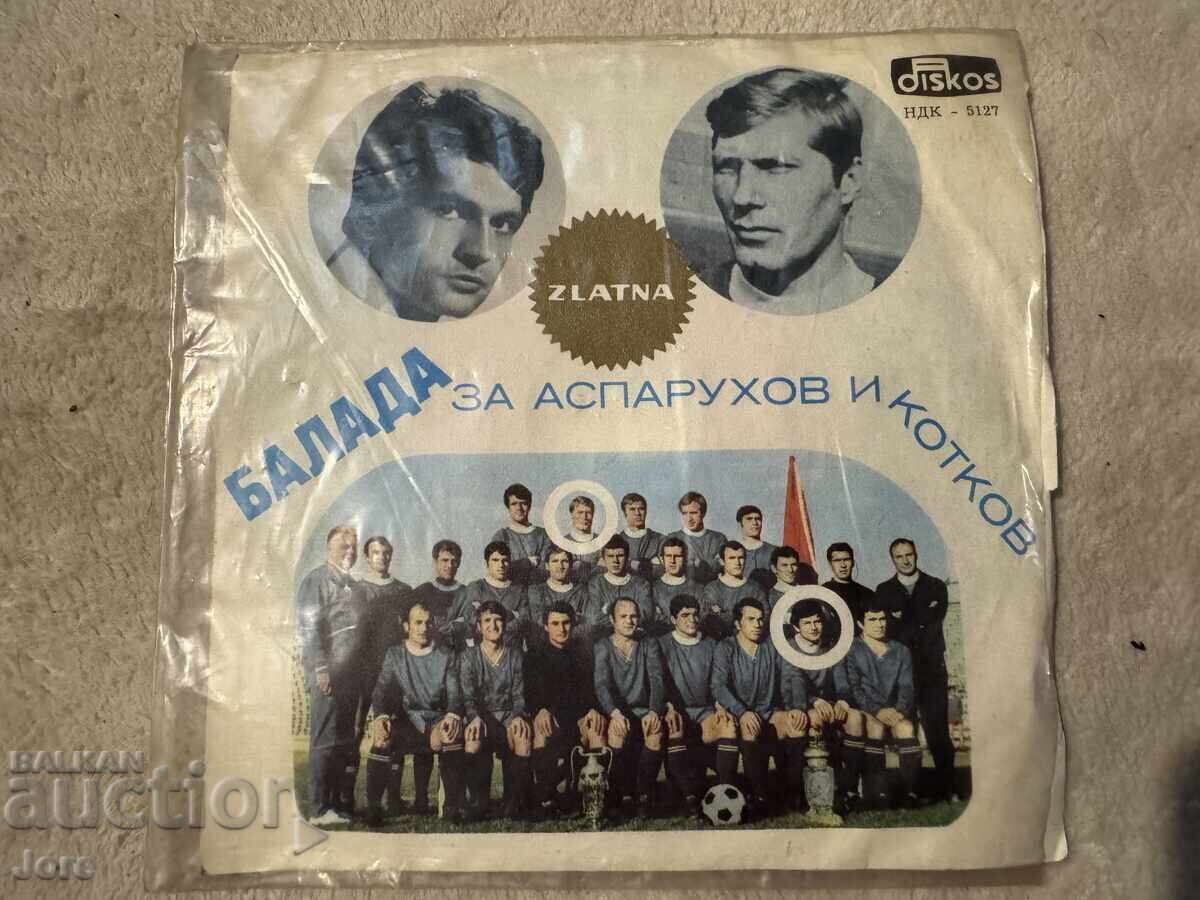 diskos
НДК - 5127
ZLATNA
БАЛАДА ЗА АСПАРУХОВ И КОТКОВ
BALKAN
auction
Jore